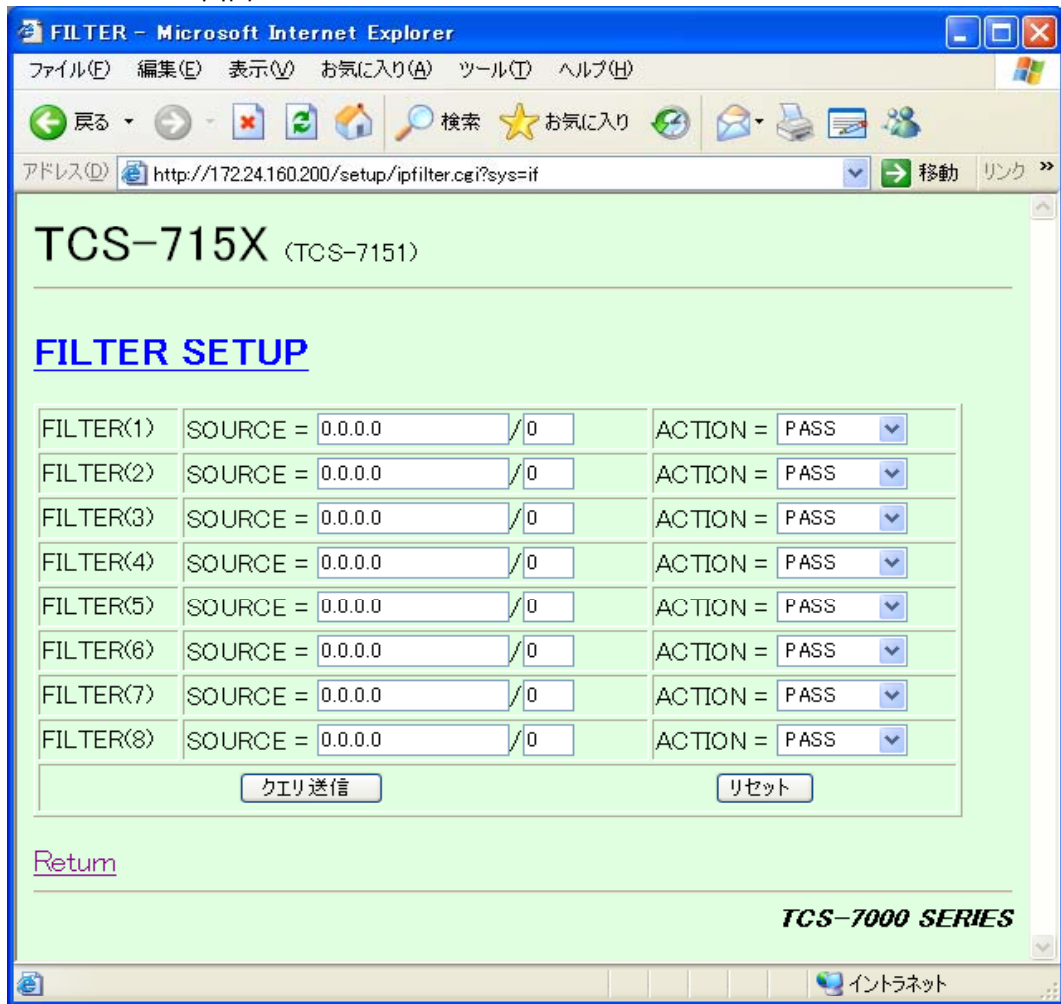 FILTER - Microsoft Internet Explorer
ファイル(F) 編集(E) 表示(V) お気に入り(A) ツール(T) ヘルプ(H)
戻る 検索 お気に入り
アドレス(D) http://172.24.160.200/setup/ipfilter.cgi?sys=if 移動 リンク »
TCS-715X (TCS-7151)
FILTER SETUP
FILTER(1) SOURCE = 0.0.0.0 / 0 ACTION = PASS
FILTER(2) SOURCE = 0.0.0.0 / 0 ACTION = PASS
FILTER(3) SOURCE = 0.0.0.0 / 0 ACTION = PASS
FILTER(4) SOURCE = 0.0.0.0 / 0 ACTION = PASS
FILTER(5) SOURCE = 0.0.0.0 / 0 ACTION = PASS
FILTER(6) SOURCE = 0.0.0.0 / 0 ACTION = PASS
FILTER(7) SOURCE = 0.0.0.0 / 0 ACTION = PASS
FILTER(8) SOURCE = 0.0.0.0 / 0 ACTION = PASS
クエリ送信 リセット
Return
TCS-7000 SERIES
イントラネット